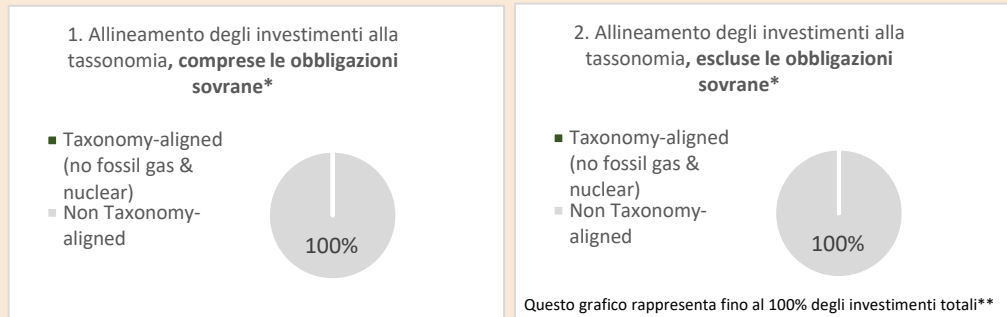 1. Allineamento degli investimenti alla
tassonomia, comprese le obbligazioni
sovrane*
Taxonomy-aligned
(no fossil gas &
nuclear)
Non Taxonomy-
aligned
100%
2. Allineamento degli investimenti alla
tassonomia, escluse le obbligazioni
sovrane*
Taxonomy-aligned
(no fossil gas &
nuclear)
Non Taxonomy-
aligned
100%
Questo grafico rappresenta fino al 100% degli investimenti totali**